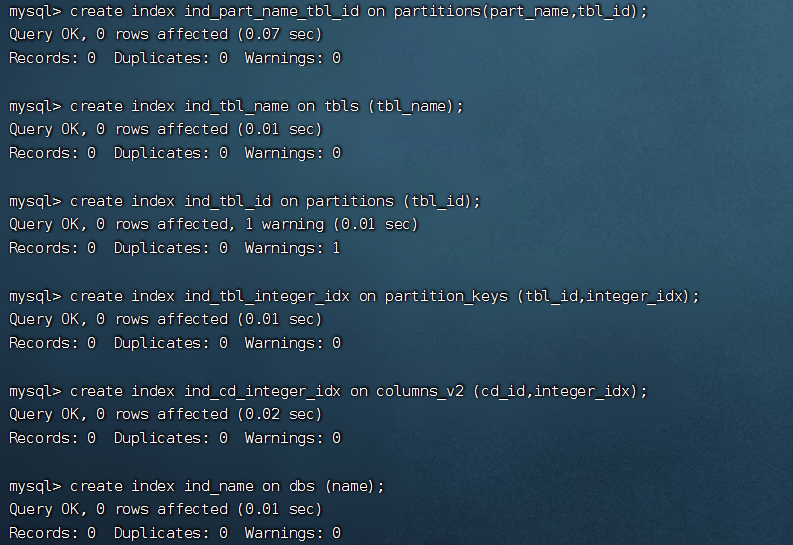 mysql> create index ind_part_name_tbl_id on partitions(part_name,tbl_id);
Query OK, 0 rows affected (0.07 sec)
Records: 0  Duplicates: 0  Warnings: 0
mysql> create index ind_tbl_name on tbls (tbl_name);
Query OK, 0 rows affected (0.01 sec)
Records: 0  Duplicates: 0  Warnings: 0
mysql> create index ind_tbl_id on partitions (tbl_id);
Query OK, 0 rows affected, 1 warning (0.01 sec)
Records: 0  Duplicates: 0  Warnings: 1
mysql> create index ind_tbl_integer_idx on partition_keys (tbl_id,integer_idx);
Query OK, 0 rows affected (0.01 sec)
Records: 0  Duplicates: 0  Warnings: 0
mysql> create index ind_cd_integer_idx on columns_v2 (cd_id,integer_idx);
Query OK, 0 rows affected (0.02 sec)
Records: 0  Duplicates: 0  Warnings: 0
mysql> create index ind_name on dbs (name);
Query OK, 0 rows affected (0.01 sec)
Records: 0  Duplicates: 0  Warnings: 0